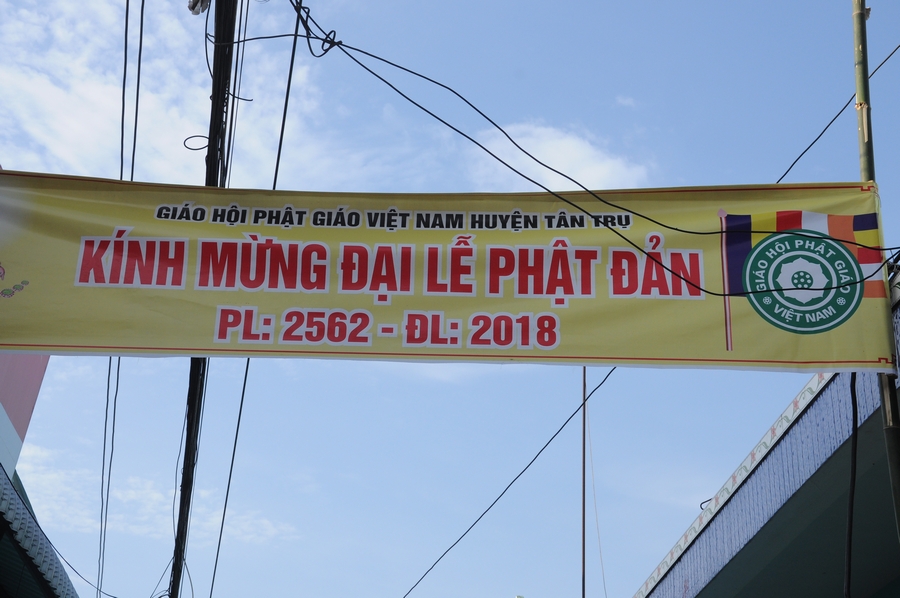 GIÁO HỘI PHẬT GIÁO VIỆT NAM HUYỆN TÂN TRỤ
KÍNH MỪNG ĐẠI LỄ PHẬT ĐẢN
PL: 2562 - ĐL: 2018
GIÁO HỘI PHẬT GIÁO
VIỆT NAM